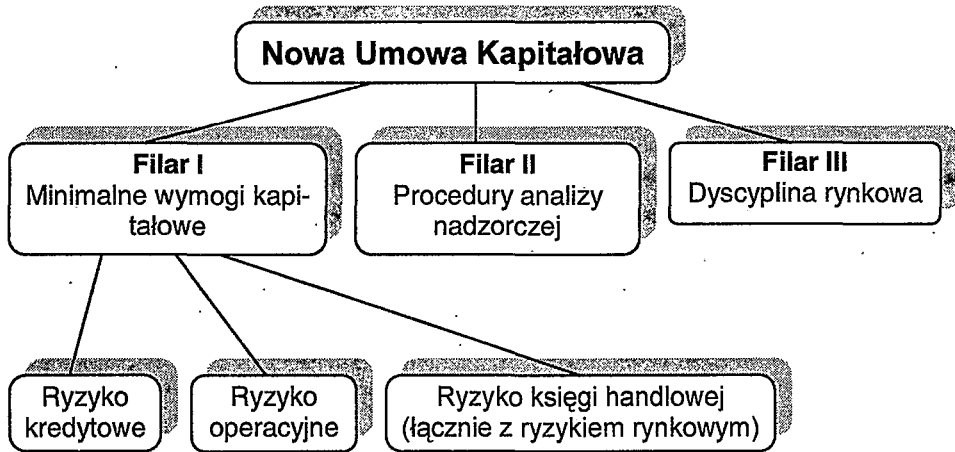 Nowa Umowa Kapitałowa
Filar I
Minimalne wymogi kapi-
tałowe
Filar II
Procedury analiży
nadzorczej
Filar III
Dyscyplina rynkowa
Ryzyko
kredytowe
Ryzyko
operacyjne
Ryzyko księgi handlowej
(łącznie z ryzykiem rynkowym)